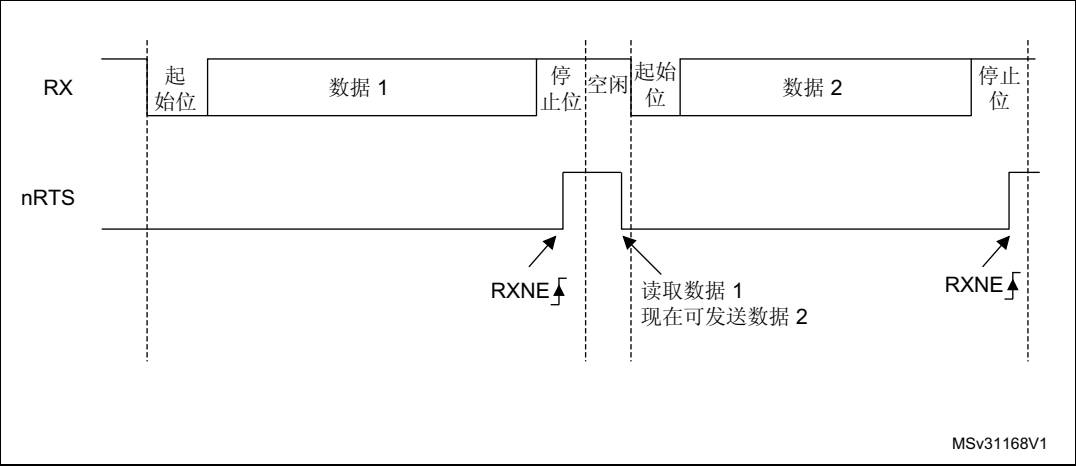 RX
起
始位
数据 1
停
止位
空闲
起始
位
数据 2
停止
位
nRTS
RXNE
读取数据 1
现在可发送数据 2
RXNE
MSv31168V1